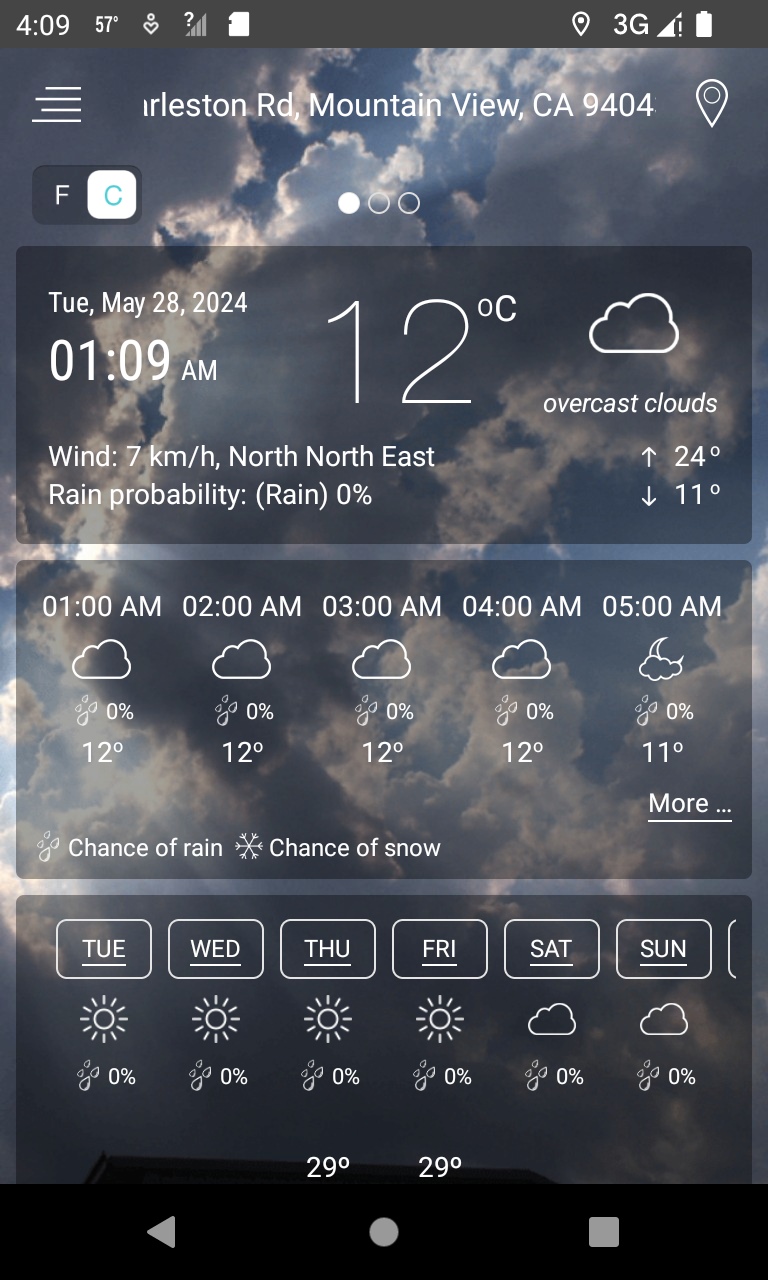 4:09 57° ? 3G
arleston Rd, Mountain View, CA 9404
F C
Tue, May 28, 2024
01:09 AM
12 °C
overcast clouds
Wind: 7 km/h, North North East ↑ 24°
Rain probability: (Rain) 0% ↓ 11°
01:00 AM 02:00 AM 03:00 AM 04:00 AM 05:00 AM
0% 0% 0% 0% 0%
12° 12° 12° 12° 11°
More ...
Chance of rain Chance of snow
TUE WED THU FRI SAT SUN
0% 0% 0% 0% 0% 0%
29° 29°